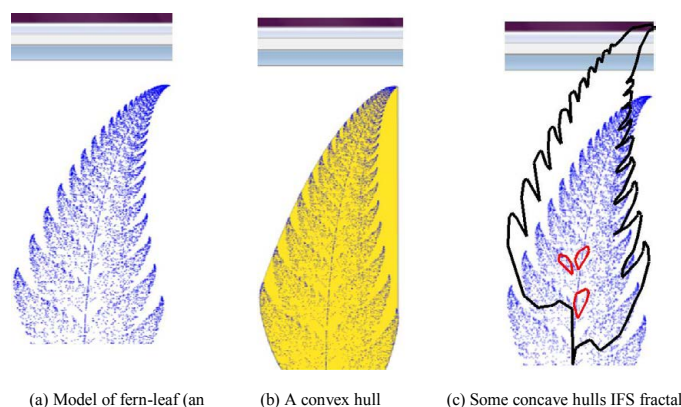 (a) Model of fern-leaf (an
(b) A convex hull
(c) Some concave hulls IFS fractal